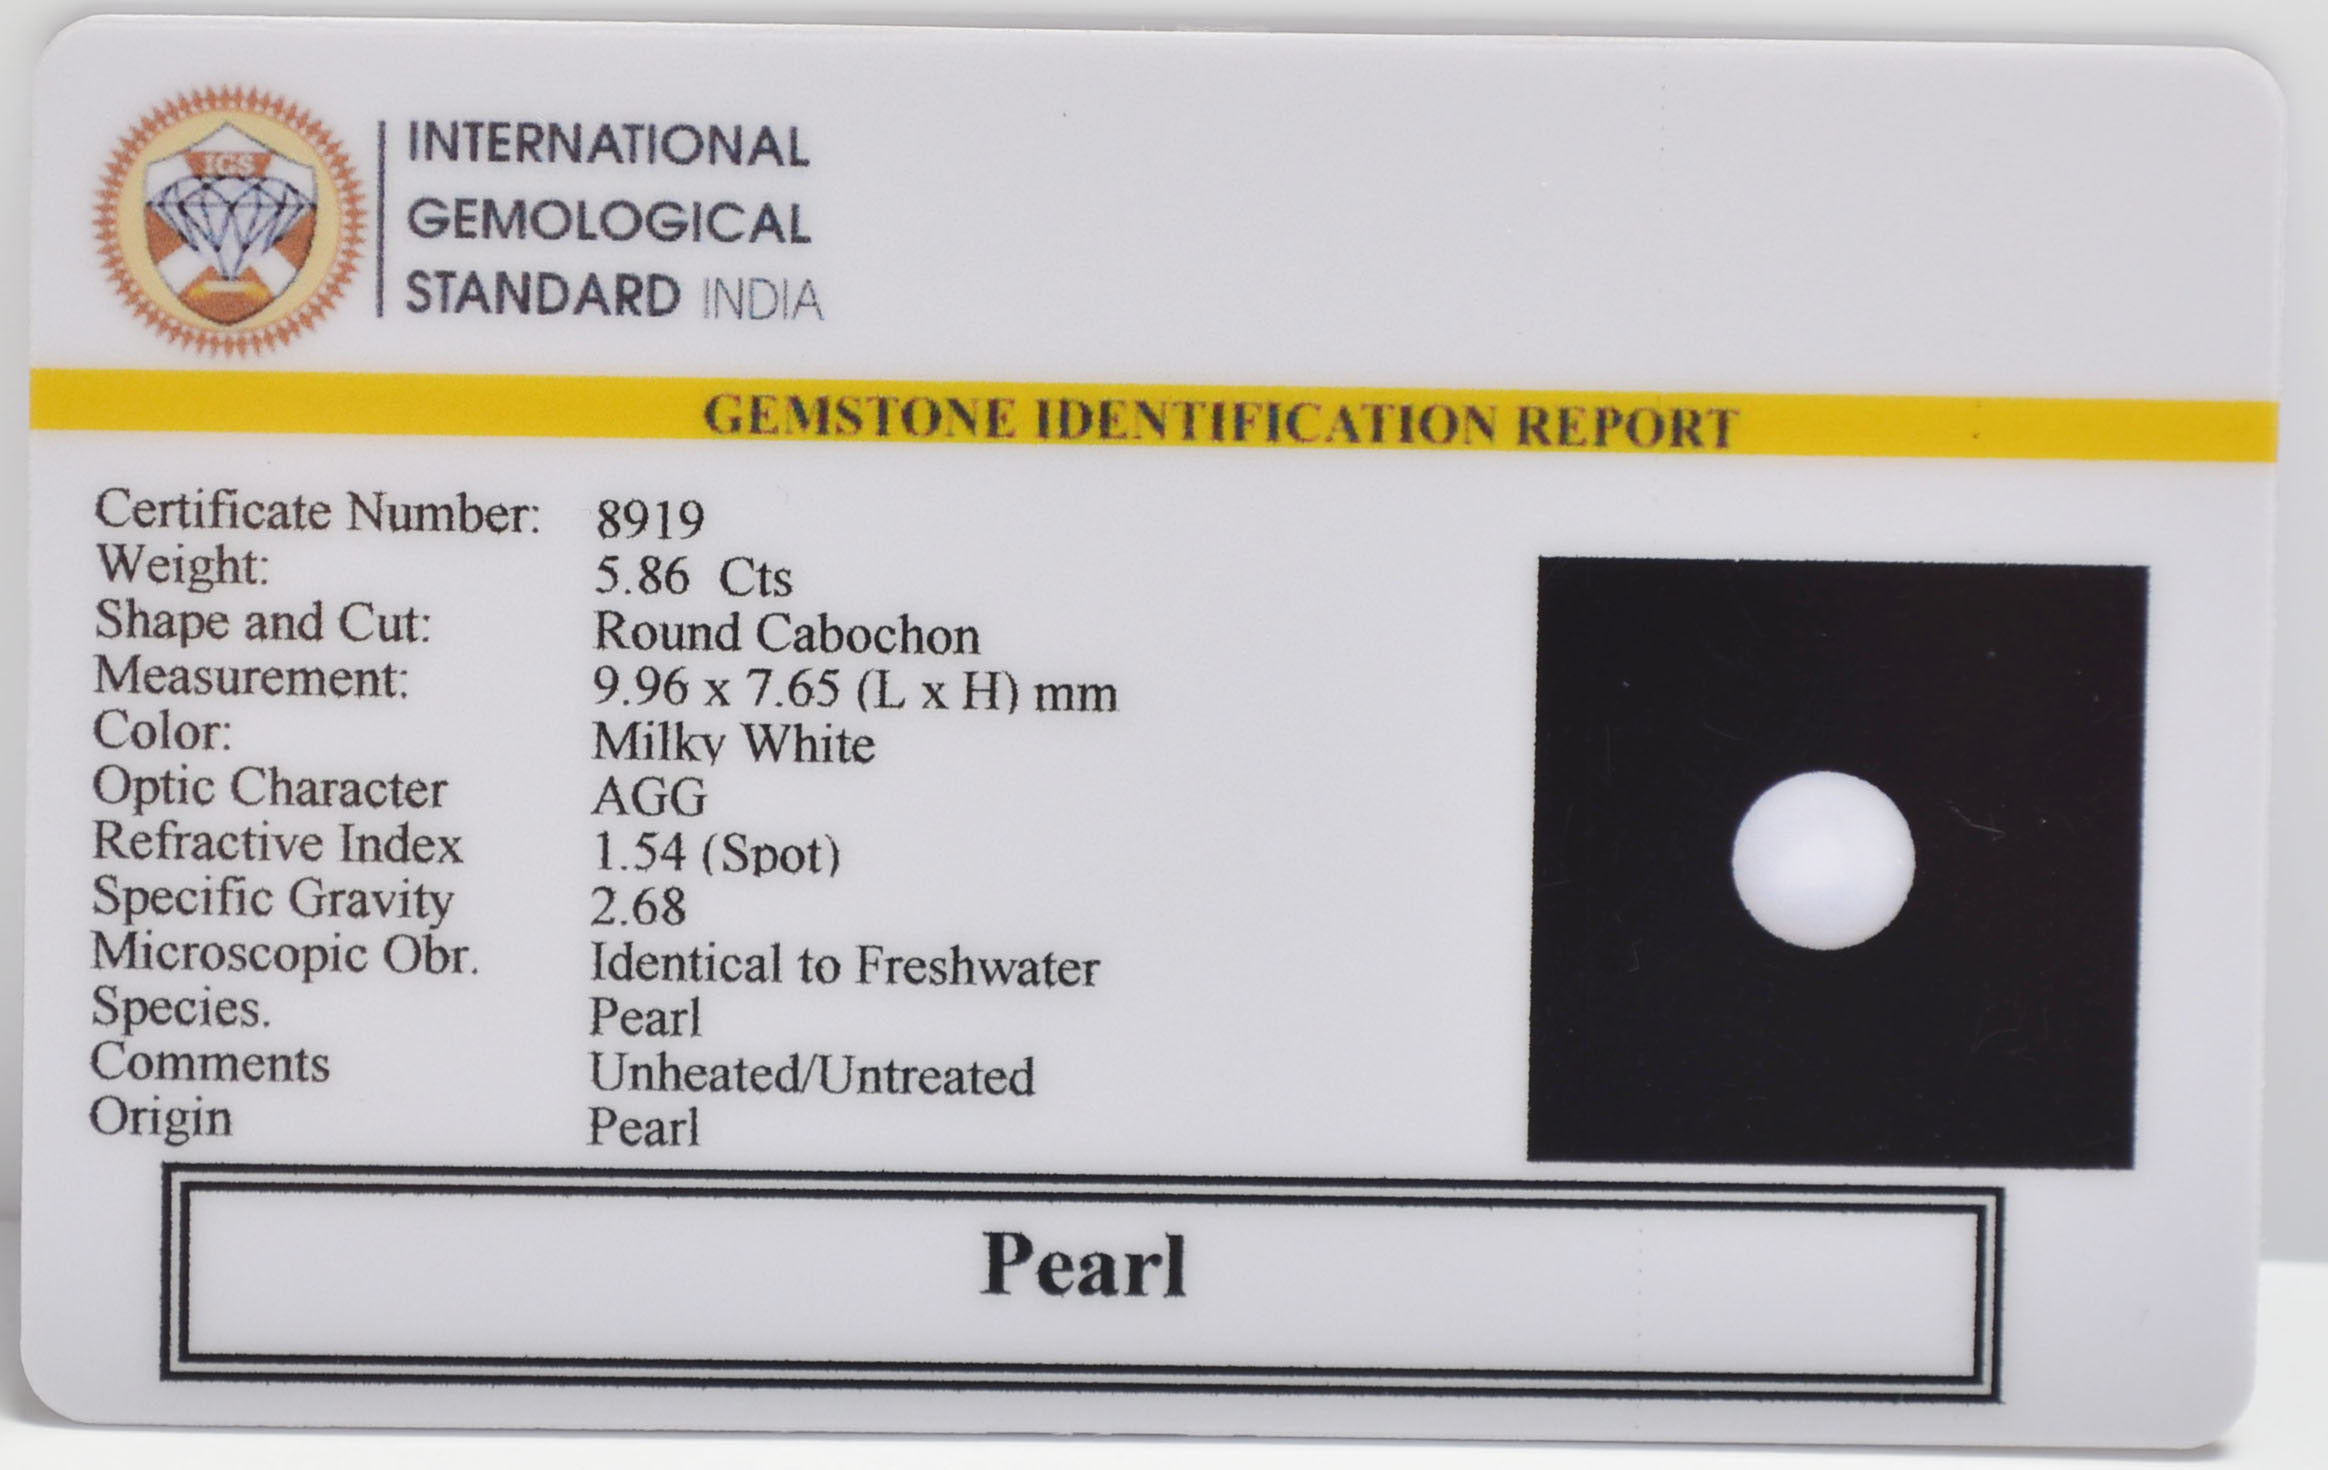 IGS
INTERNATIONAL
GEMOLOGICAL
STANDARD INDIA
GEMSTONE IDENTIFICATION REPORT
Certificate Number: 8919
Weight: 5.86 Cts
Shape and Cut: Round Cabochon
Measurement: 9.96 x 7.65 (L x H) mm
Color: Milky White
Optic Character AGG
Refractive Index 1.54 (Spot)
Specific Gravity 2.68
Microscopic Obr. Identical to Freshwater
Species. Pearl
Comments Unheated/Untreated
Origin Pearl
Pearl